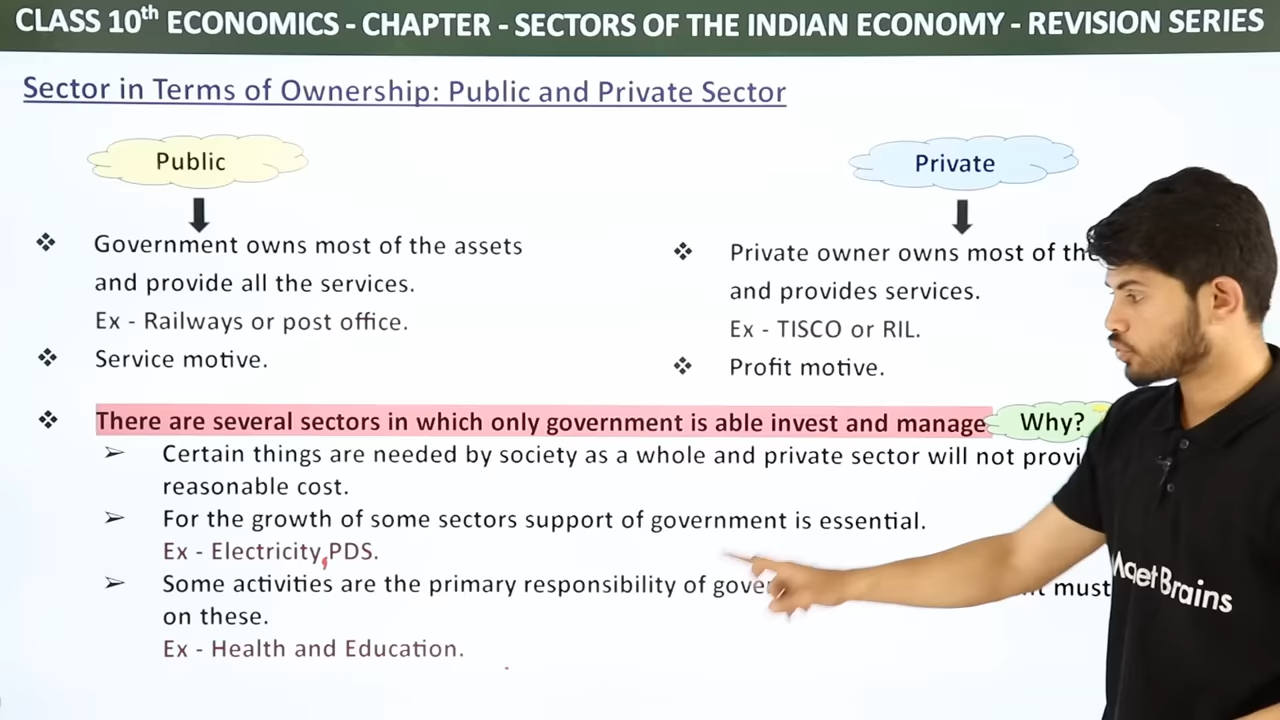 CLASS 10th ECONOMICS - CHAPTER - SECTORS OF THE INDIAN ECONOMY - REVISION SERIES
Sector in Terms of Ownership: Public and Private Sector
Public
Government owns most of the assets
and provide all the services.
Ex - Railways or post office.
Service motive.
Private
Private owner owns most of the
and provides services.
Ex - TISCO or RIL.
Profit motive.
There are several sectors in which only government is able invest and manage
Why?
Certain things are needed by society as a whole and private sector will not
reasonable cost.
For the growth of some sectors support of government is essential.
Ex - Electricity,PDS.
Some activities are the primary responsibility of must
on these.
Ex - Health and Education.
Brains